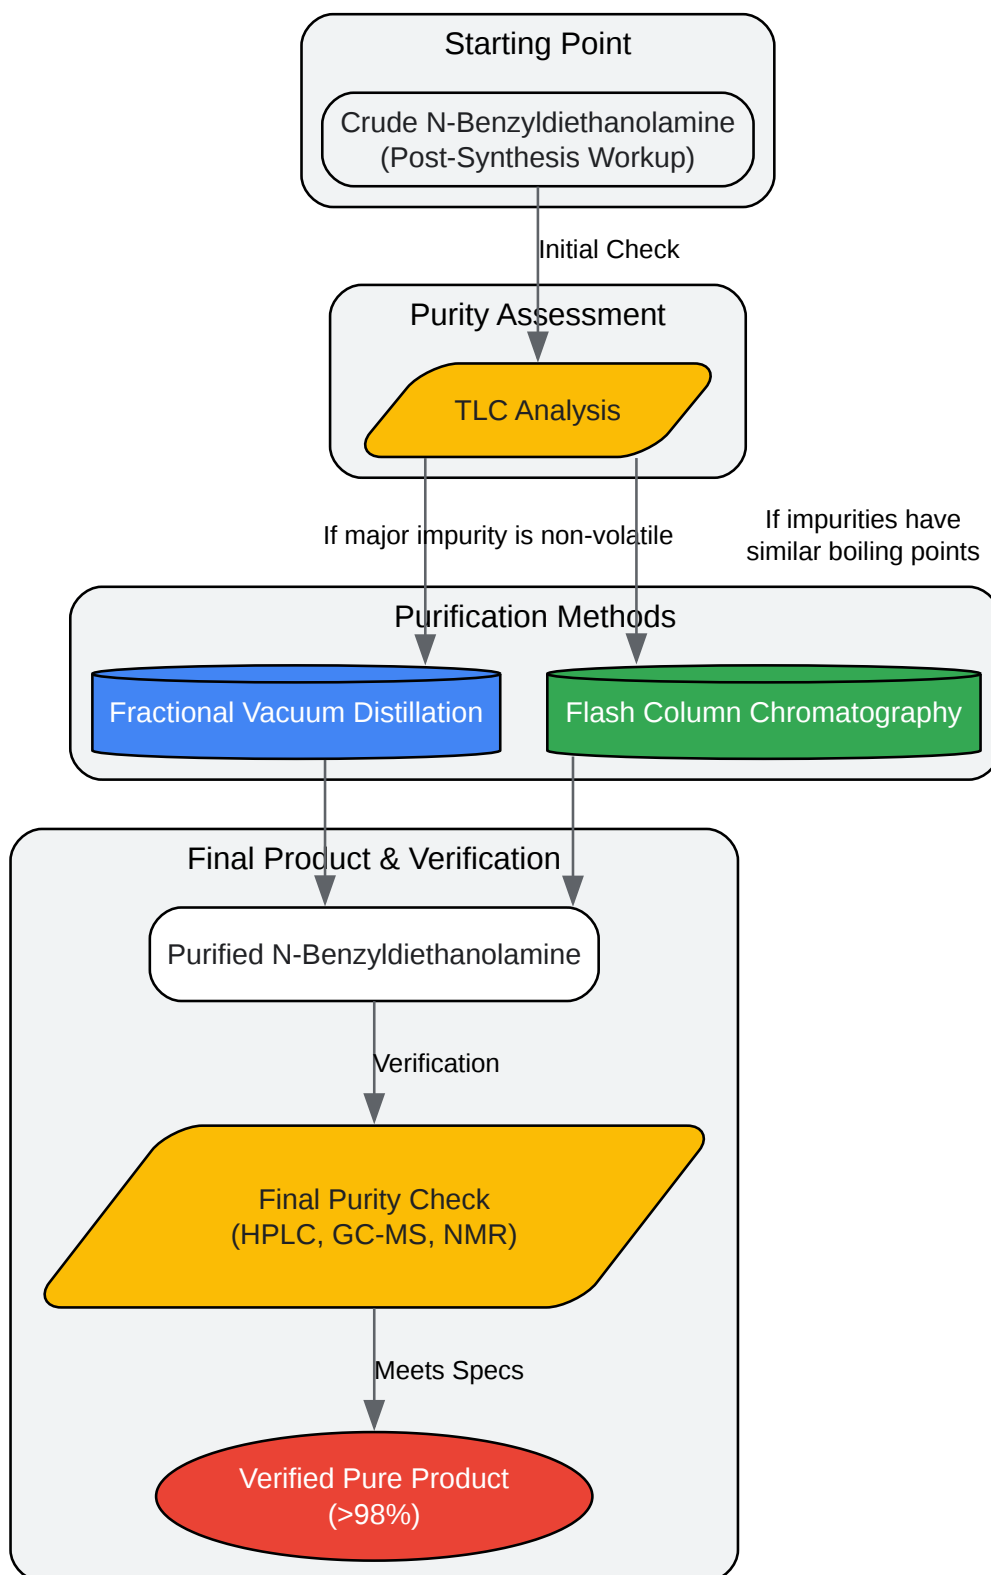 Starting Point
Crude N-Benzyldiethanolamine
(Post-Synthesis Workup)
Initial Check
Purity Assessment
TLC Analysis
If major impurity is non-volatile
If impurities have
similar boiling points
Purification Methods
Fractional Vacuum Distillation
Flash Column Chromatography
Final Product & Verification
Purified N-Benzyldiethanolamine
Verification
Final Purity Check
(HPLC, GC-MS, NMR)
Meets Specs
Verified Pure Product
(>98%)